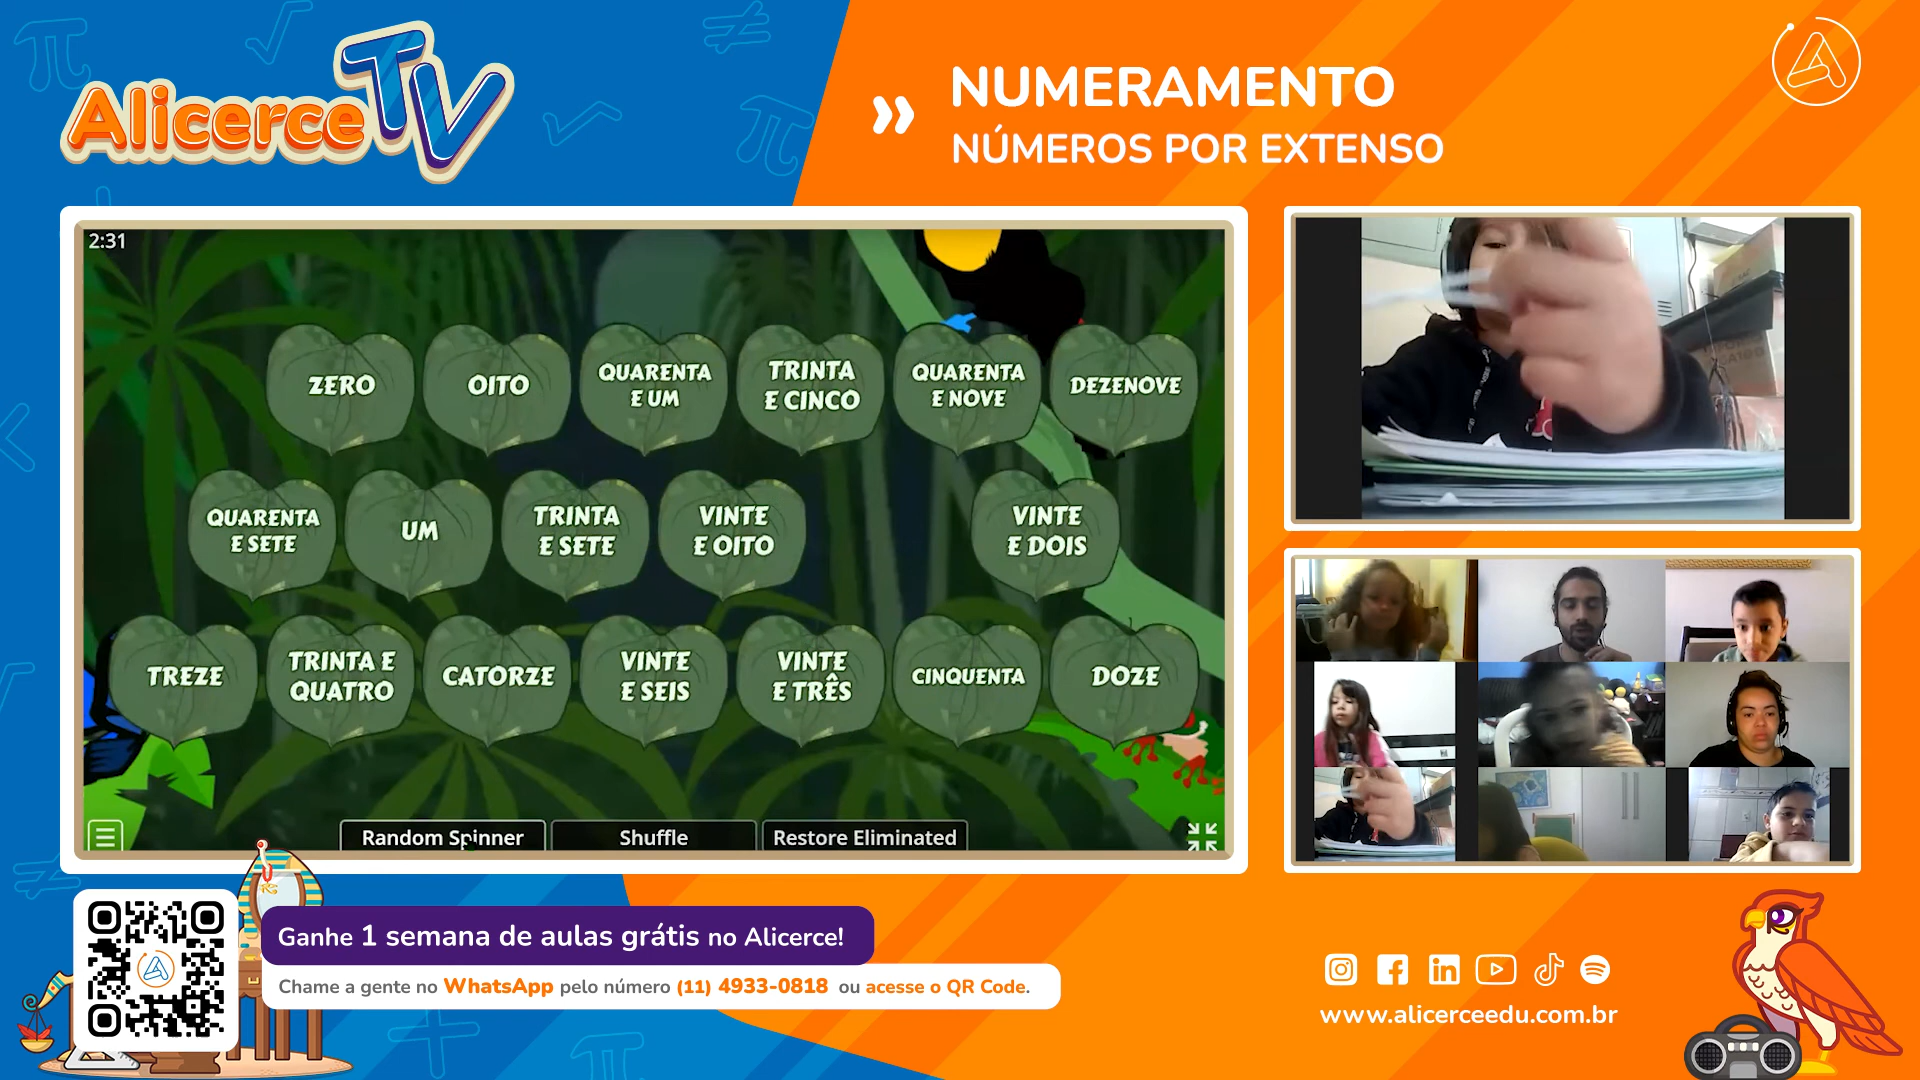 Alicerce TV
NUMERAMENTO
NÚMEROS POR EXTENSO
2:31
ZERO
OITO
QUARENTA
E UM
TRINTA
E CINCO
QUARENTA
E NOVE
DEZENOVE
QUARENTA
E SETE
UM
TRINTA
E SETE
VINTE
E OITO
VINTE
E DOIS
TREZE
TRINTA E
QUATRO
CATORZE
VINTE
E SEIS
VINTE
E TRÊS
CINQUENTA
DOZE
Random Spinner
Shuffle
Restore Eliminated
Ganhe 1 semana de aulas grátis no Alicerce!
Chame a gente no WhatsApp pelo número (11) 4933-0818 ou acesse o QR Code.
www.alicerceedu.com.br